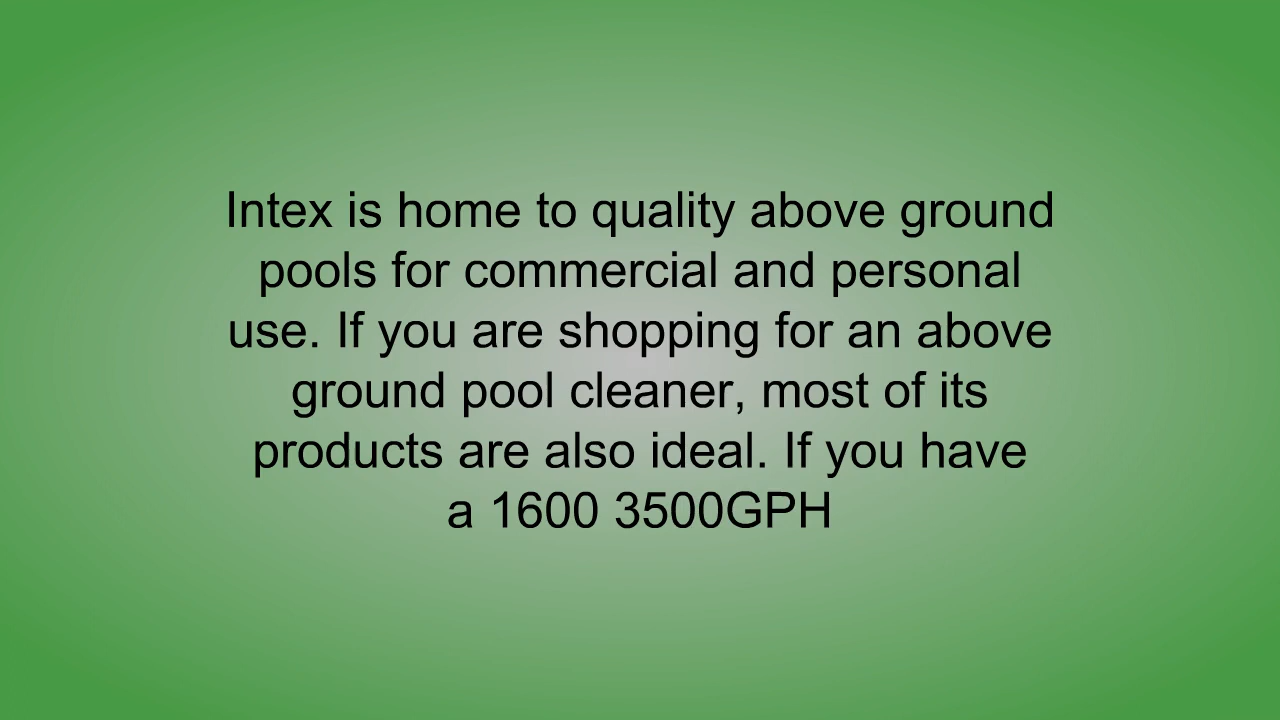 Intex is home to quality above ground
pools for commercial and personal
use. If you are shopping for an above
ground pool cleaner, most of its
products are also ideal. If you have
a 1600 3500GPH